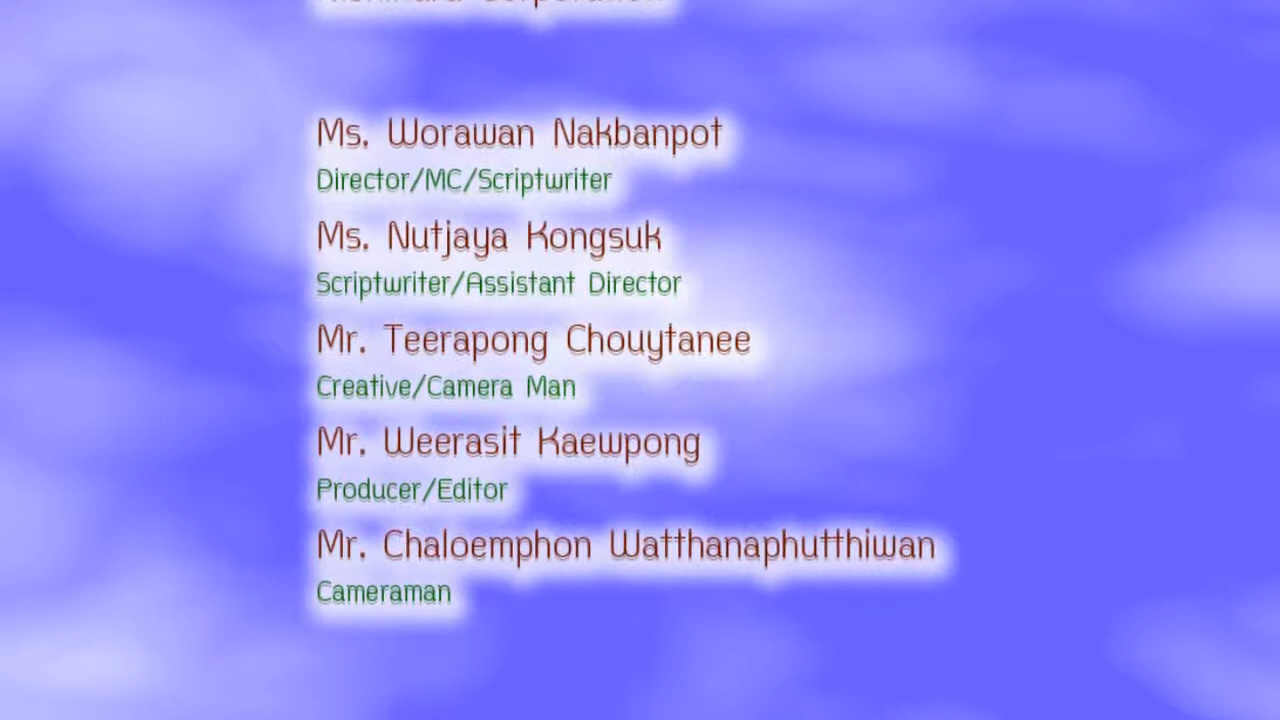 Corporation
Ms. Worawan Nakbanpot
Director/MC/Scriptwriter
Ms. Nutjaya Kongsuk
Scriptwriter/Assistant Director
Mr. Teerapong Chouytanee
Creative/Camera Man
Mr. Weerasit Kaewpong
Producer/Editor
Mr. Chaloemphon Watthanaphutthiwan
Cameraman